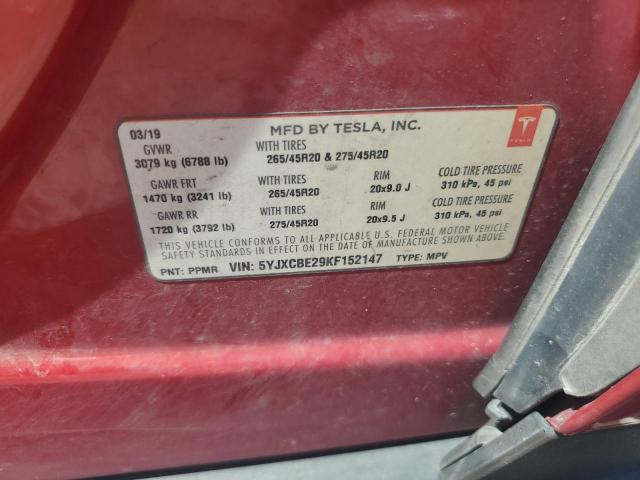 03/19 MFD BY TESLA, INC. TESLA
GVWR WITH TIRES
3079 kg (6788 lb) 265/45R20 & 275/45R20
GAWR FRT WITH TIRES RIM COLD TIRE PRESSURE
1470 kg (3241 lb) 265/45R20 20x9.0 J 310 kPa, 45 psi
GAWR RR WITH TIRES RIM COLD TIRE PRESSURE
1720 kg (3792 lb) 275/45R20 20x9.5 J 310 kPa, 45 psi
THIS VEHICLE CONFORMS TO ALL APPLICABLE U.S. FEDERAL MOTOR VEHICLE
SAFETY STANDARDS IN EFFECT ON THE DATE OF MANUFACTURE SHOWN ABOVE.
PNT: PPMR VIN: 5YJXCBE29KF152147 TYPE: MPV